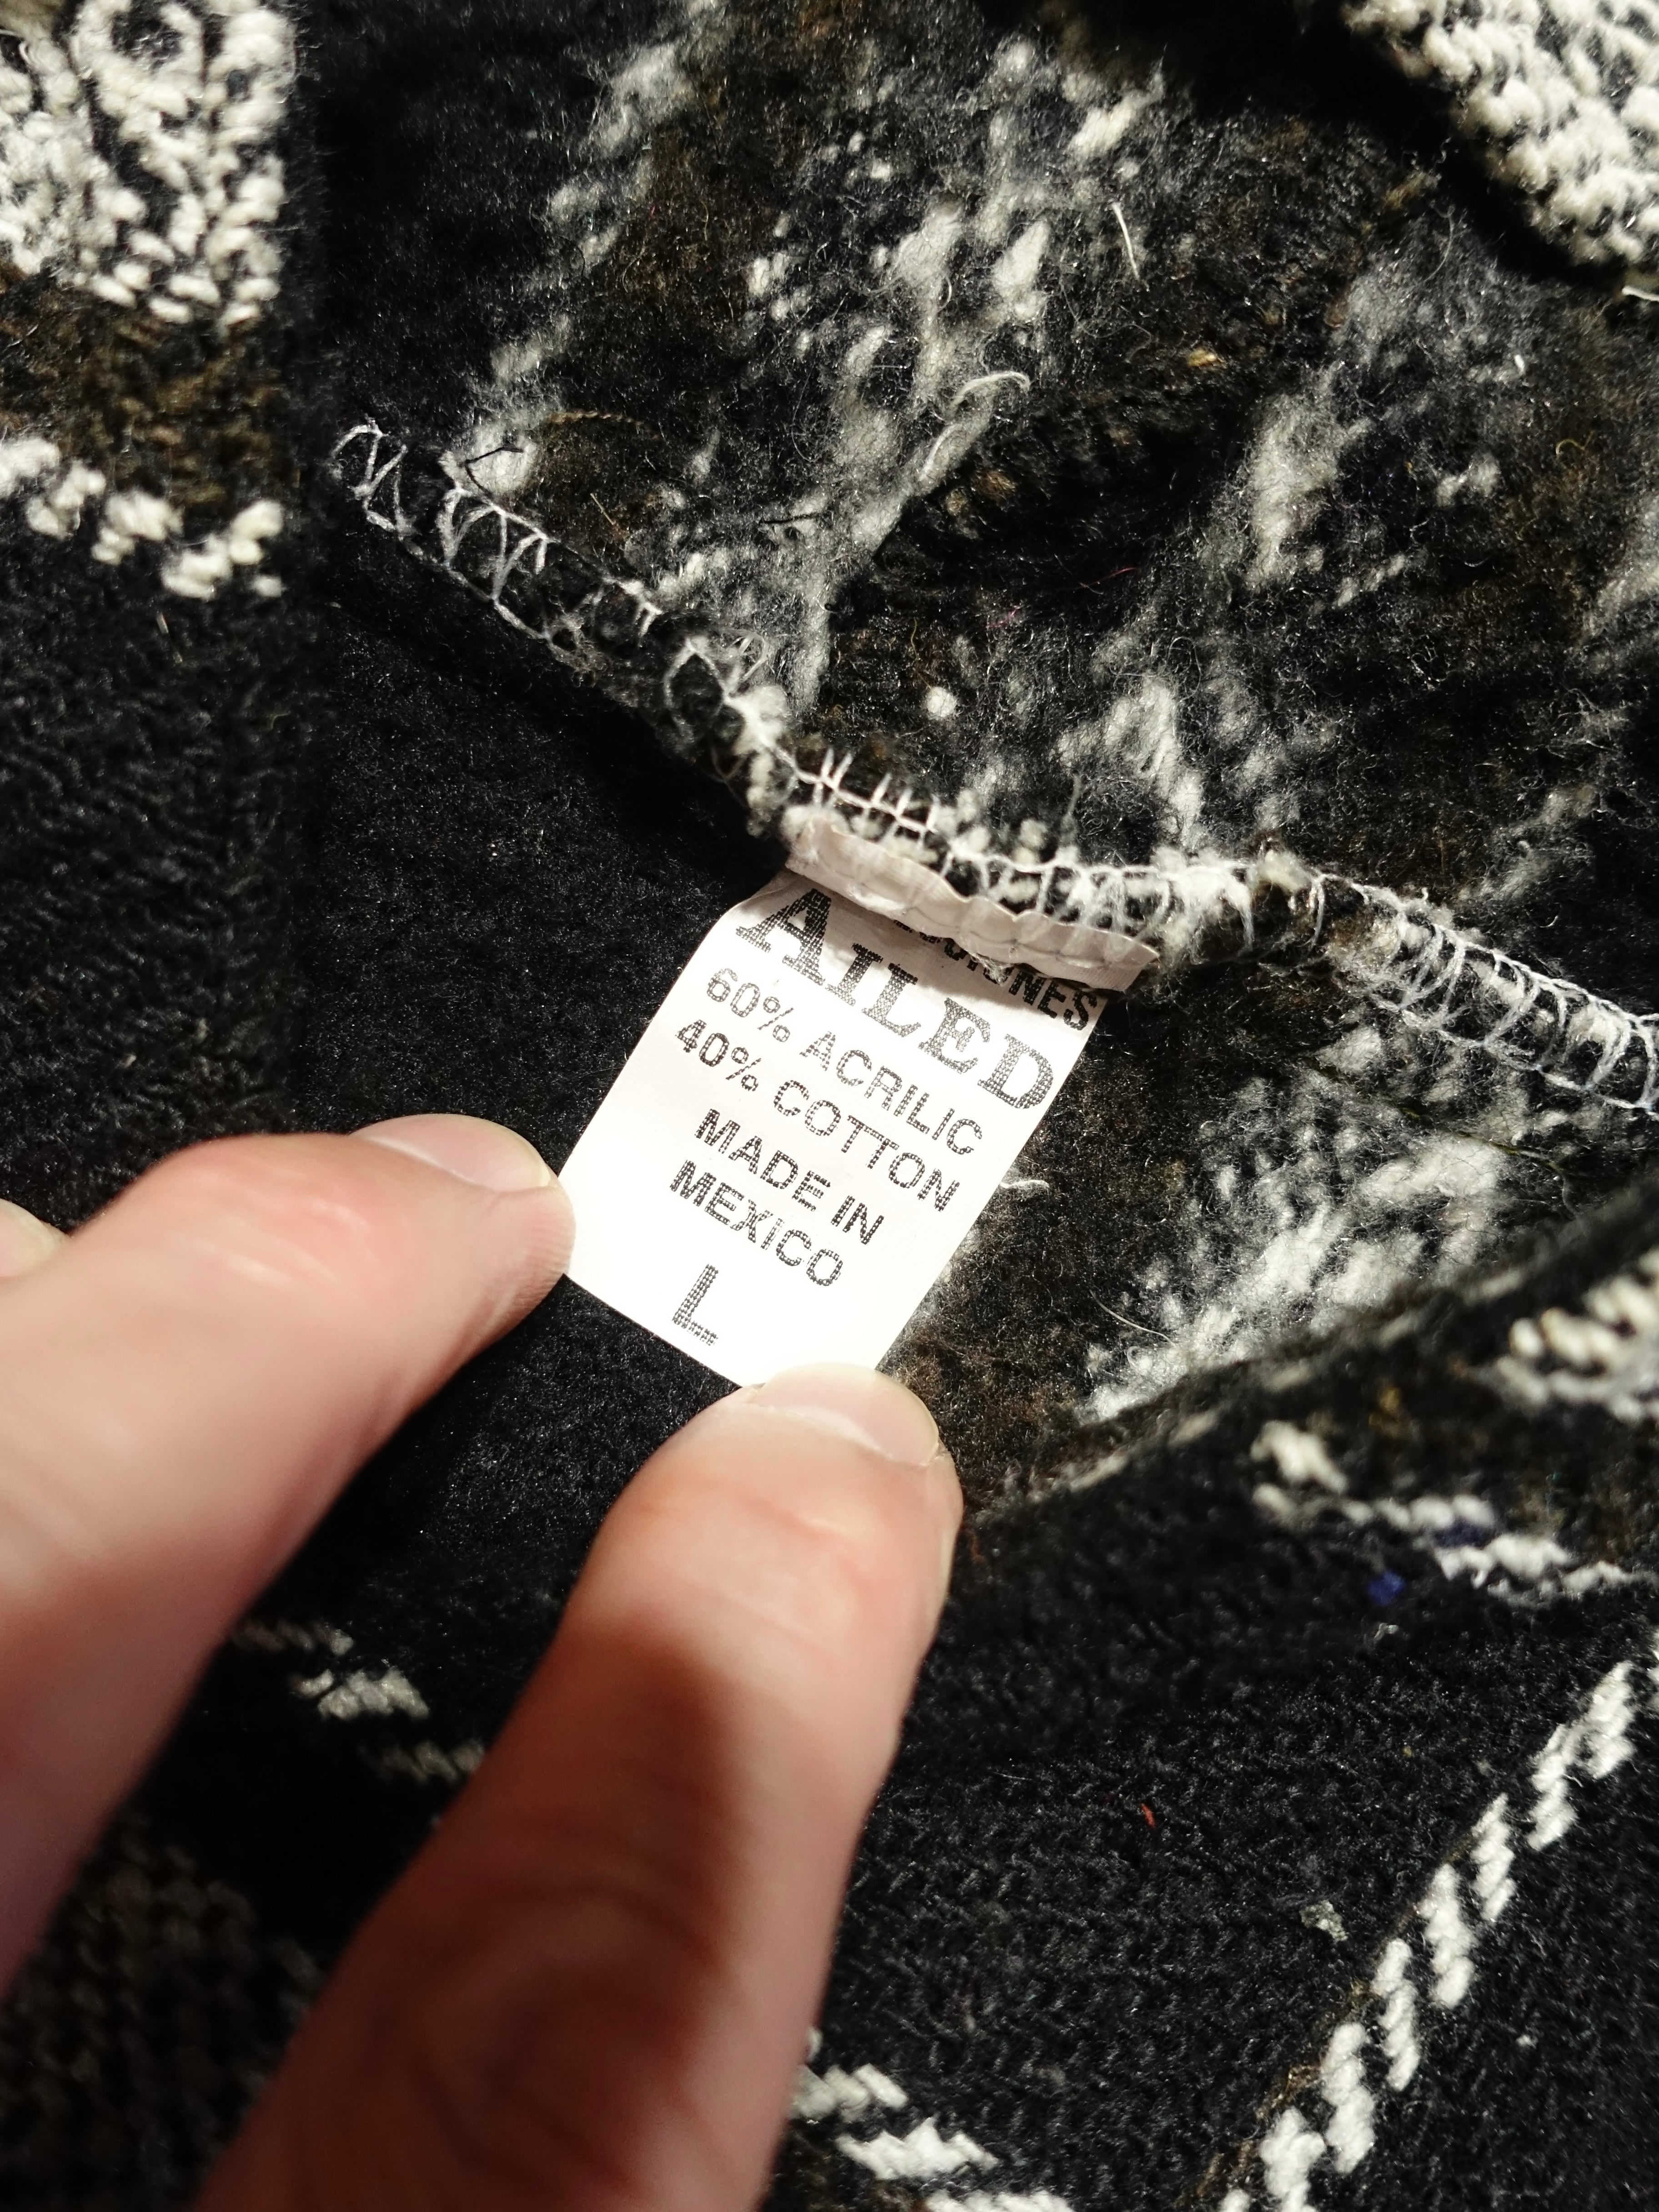 AILED
60% ACRILIC
40% COTTON
MADE IN
MEXICO
L